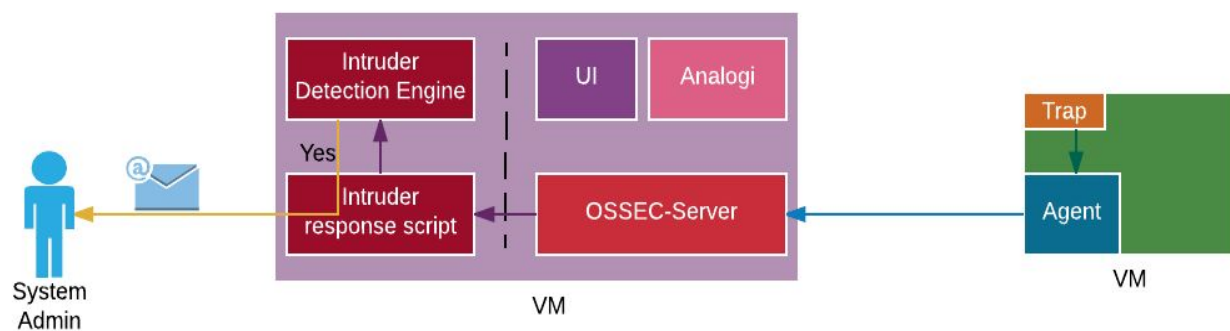 Intruder
Detection Engine
UI
Analogi
Trap
Yes
@
Intruder
response script
OSSEC-Server
Agent
System
Admin
VM
VM